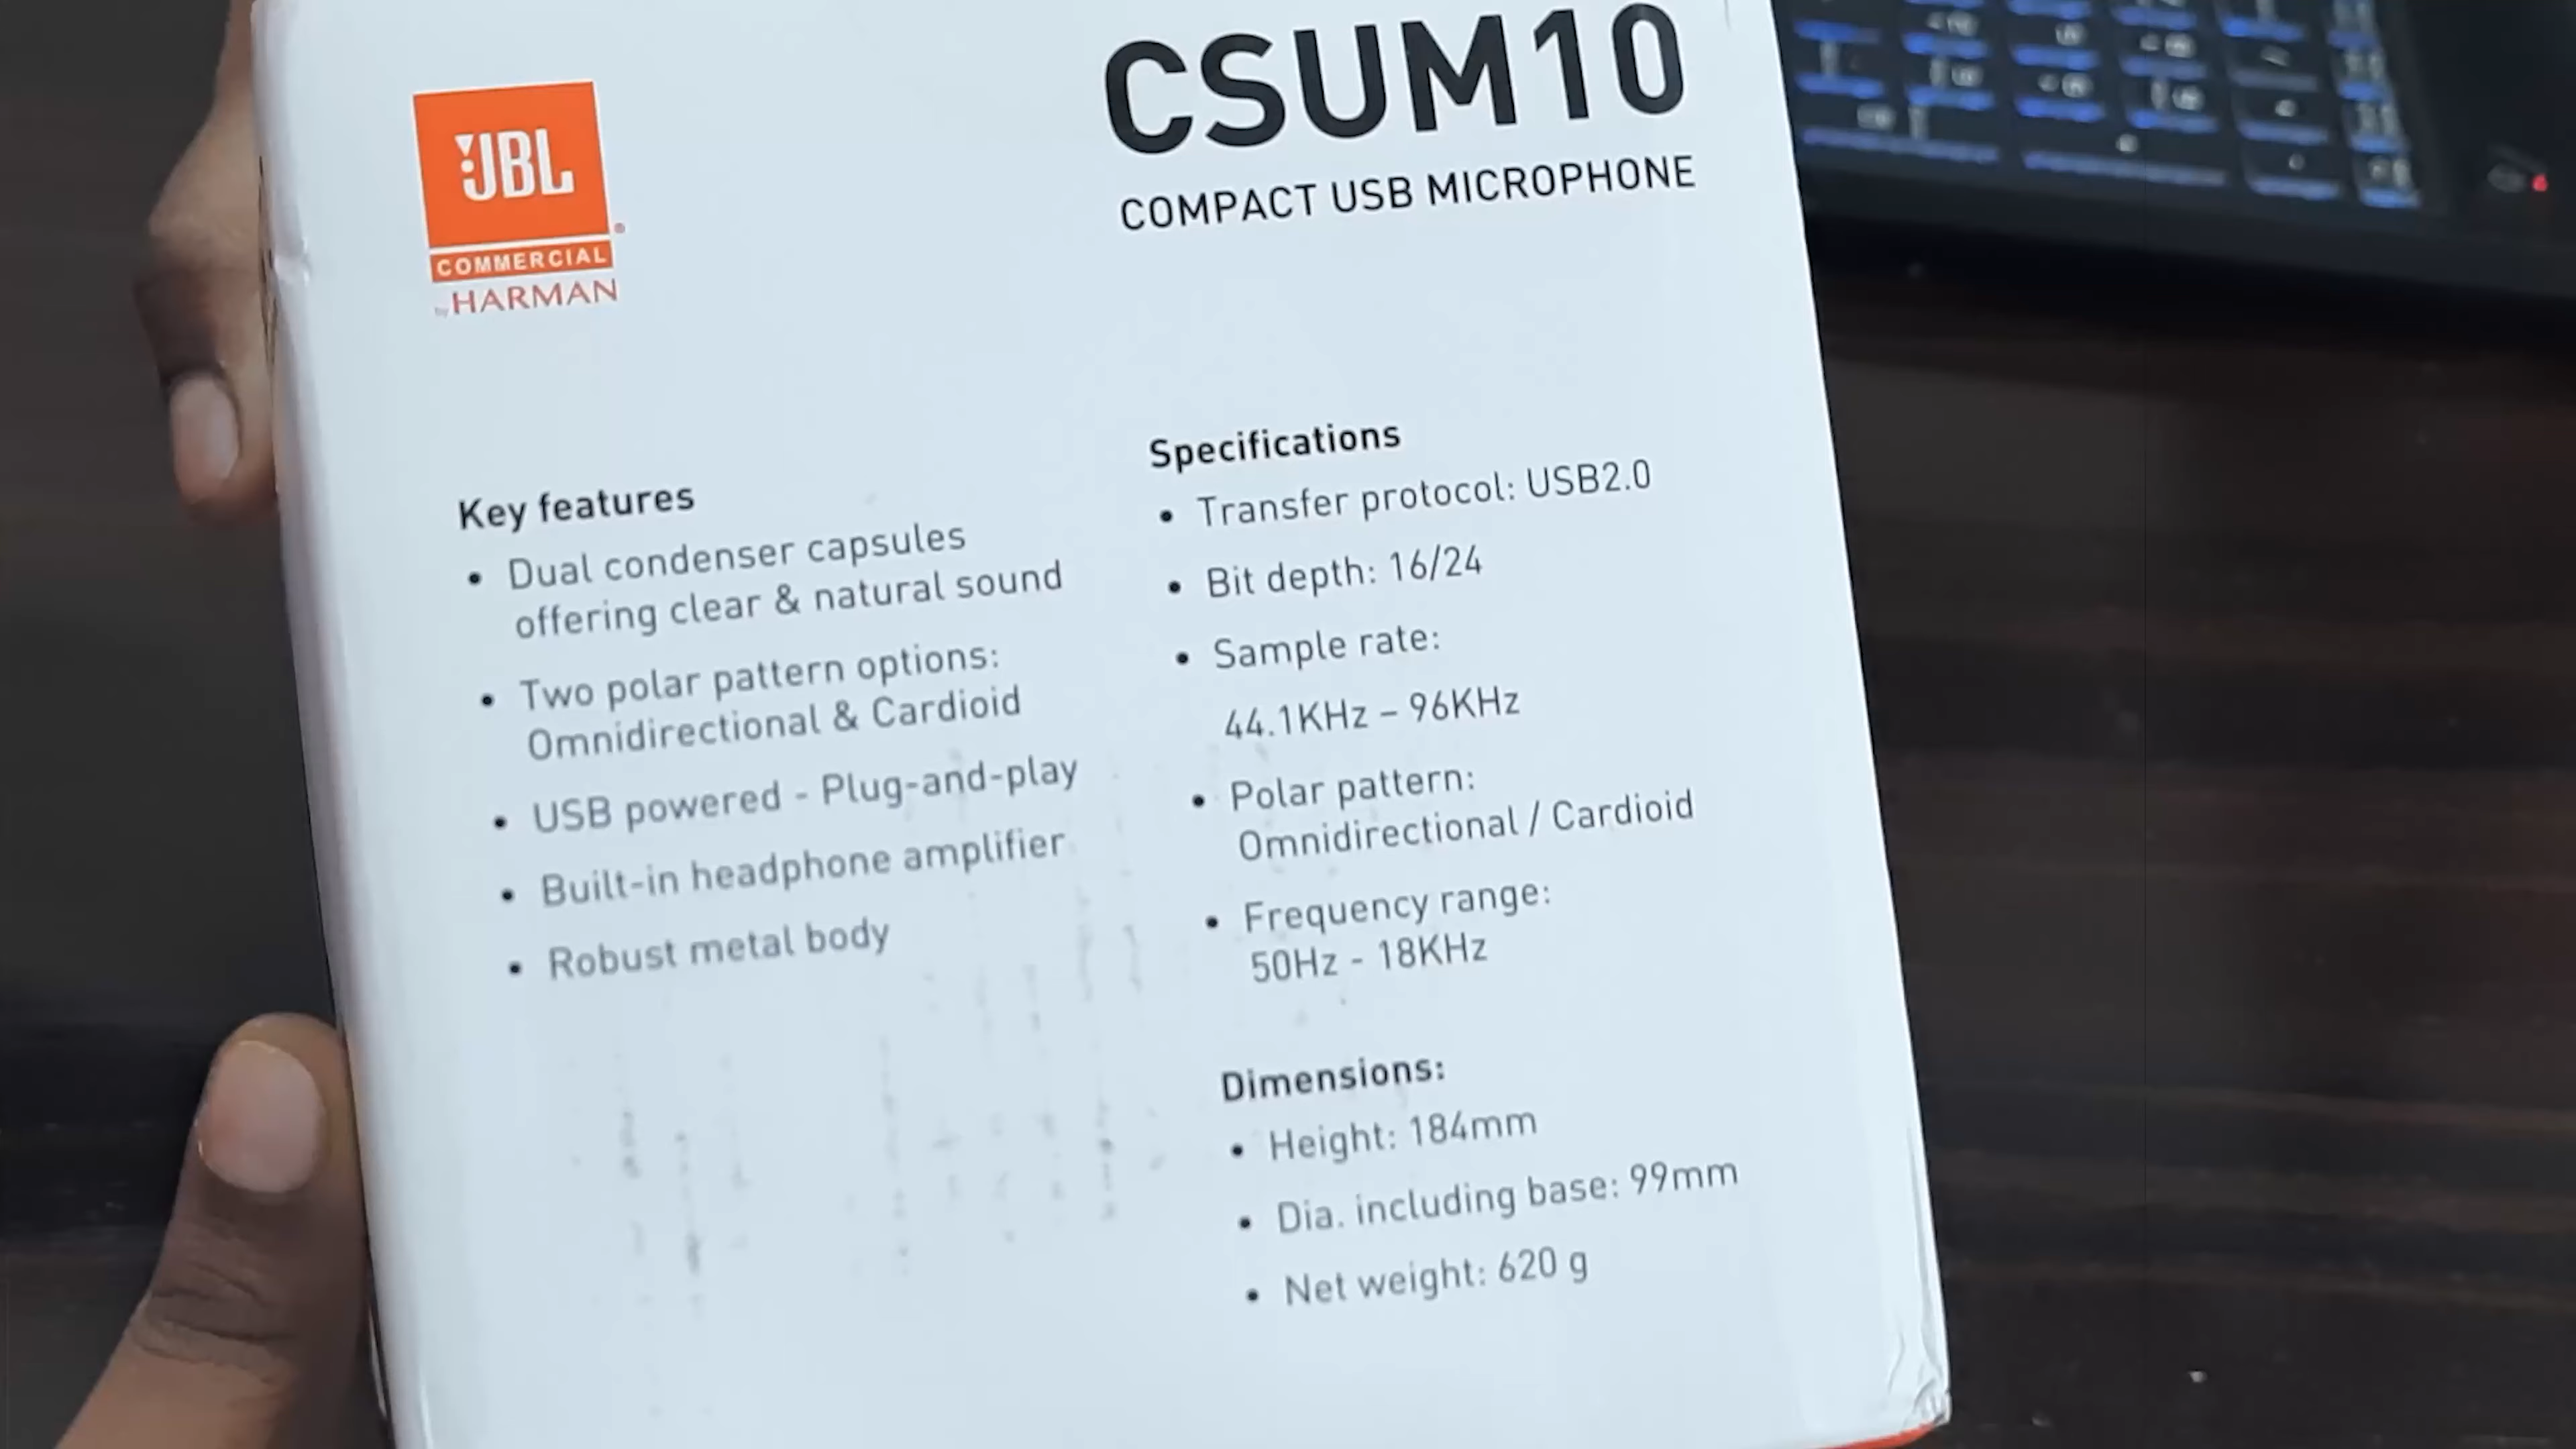 JBL
COMMERCIAL
by HARMAN
CSUM10
COMPACT USB MICROPHONE
Key features
• Dual condenser capsules
offering clear & natural sound
• Two polar pattern options:
Omnidirectional & Cardioid
• USB powered - Plug-and-play
• Built-in headphone amplifier
• Robust metal body
Specifications
• Transfer protocol: USB2.0
• Bit depth: 16/24
• Sample rate:
44.1KHz – 96KHz
• Polar pattern:
Omnidirectional / Cardioid
• Frequency range:
50Hz - 18KHz
Dimensions:
• Height: 184mm
• Dia. including base: 99mm
• Net weight: 620 g